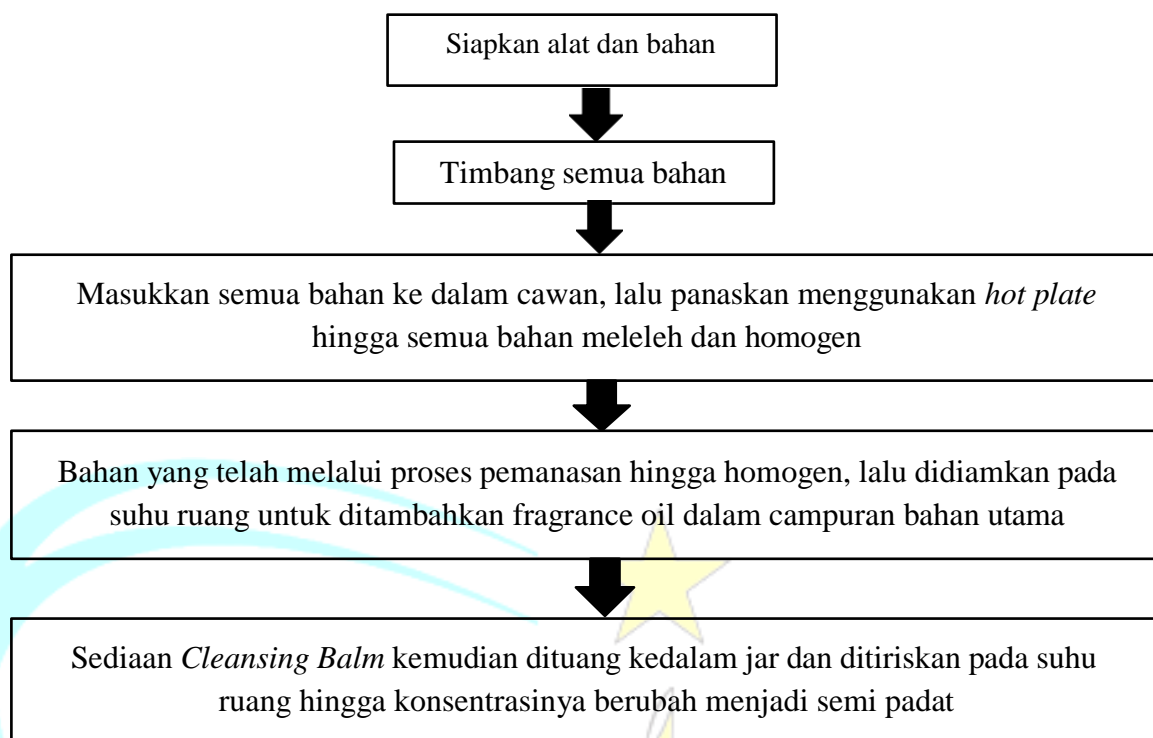 Siapkan alat dan bahan
Timbang semua bahan
Masukkan semua bahan ke dalam cawan, lalu panaskan menggunakan hot plate
hingga semua bahan meleleh dan homogen
Bahan yang telah melalui proses pemanasan hingga homogen, lalu didiamkan pada
suhu ruang untuk ditambahkan fragrance oil dalam campuran bahan utama
Sediaan Cleansing Balm kemudian dituang kedalam jar dan ditiriskan pada suhu
ruang hingga konsentrasinya berubah menjadi semi padat